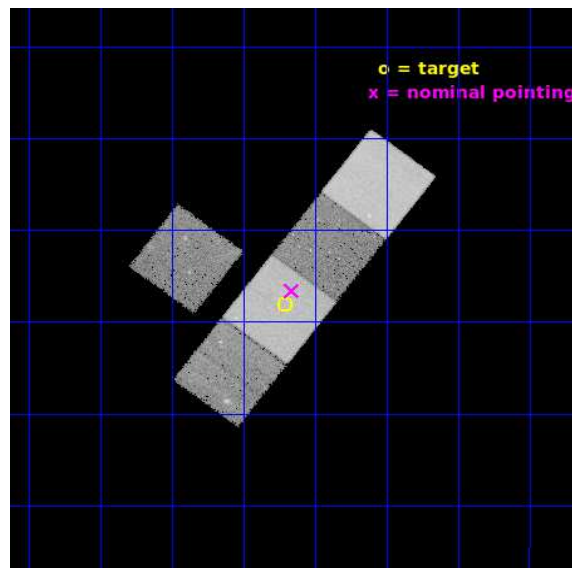 o = target
x = nominal pointing